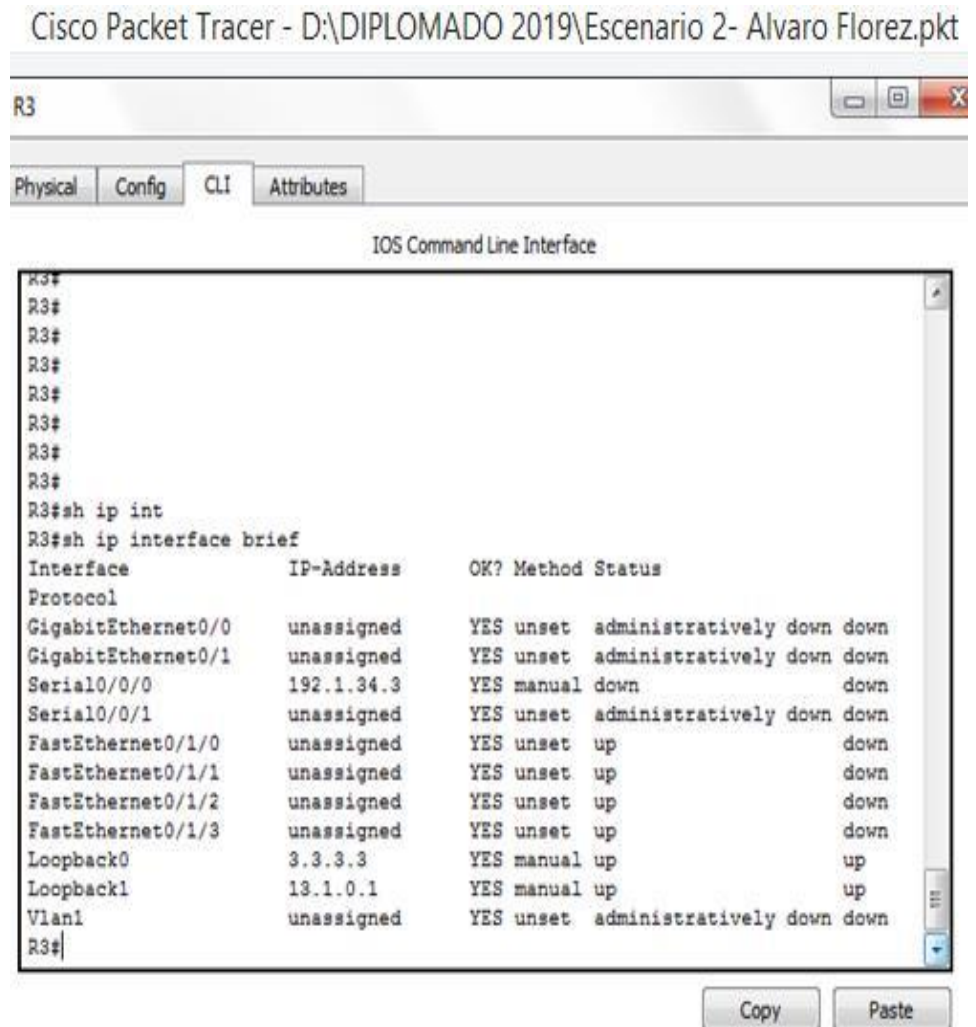 Cisco Packet Tracer - D:\DIPLOMADO 2019\Escenario 2- Alvaro Florez.pkt
R3
Physical Config CLI Attributes
IOS Command Line Interface
R3#
R3#
R3#
R3#
R3#
R3#
R3#
R3#
R3#sh ip int
R3#sh ip interface brief
Interface IP-Address OK? Method Status
Protocol
GigabitEthernet0/0 unassigned YES unset administratively down down
GigabitEthernet0/1 unassigned YES unset administratively down down
Serial0/0/0 192.1.34.3 YES manual down down
Serial0/0/1 unassigned YES unset administratively down down
FastEthernet0/1/0 unassigned YES unset up down
FastEthernet0/1/1 unassigned YES unset up down
FastEthernet0/1/2 unassigned YES unset up down
FastEthernet0/1/3 unassigned YES unset up down
Loopback0 3.3.3.3 YES manual up up
Loopback1 13.1.0.1 YES manual up up
Vlan1 unassigned YES unset administratively down down
R3#
Copy Paste